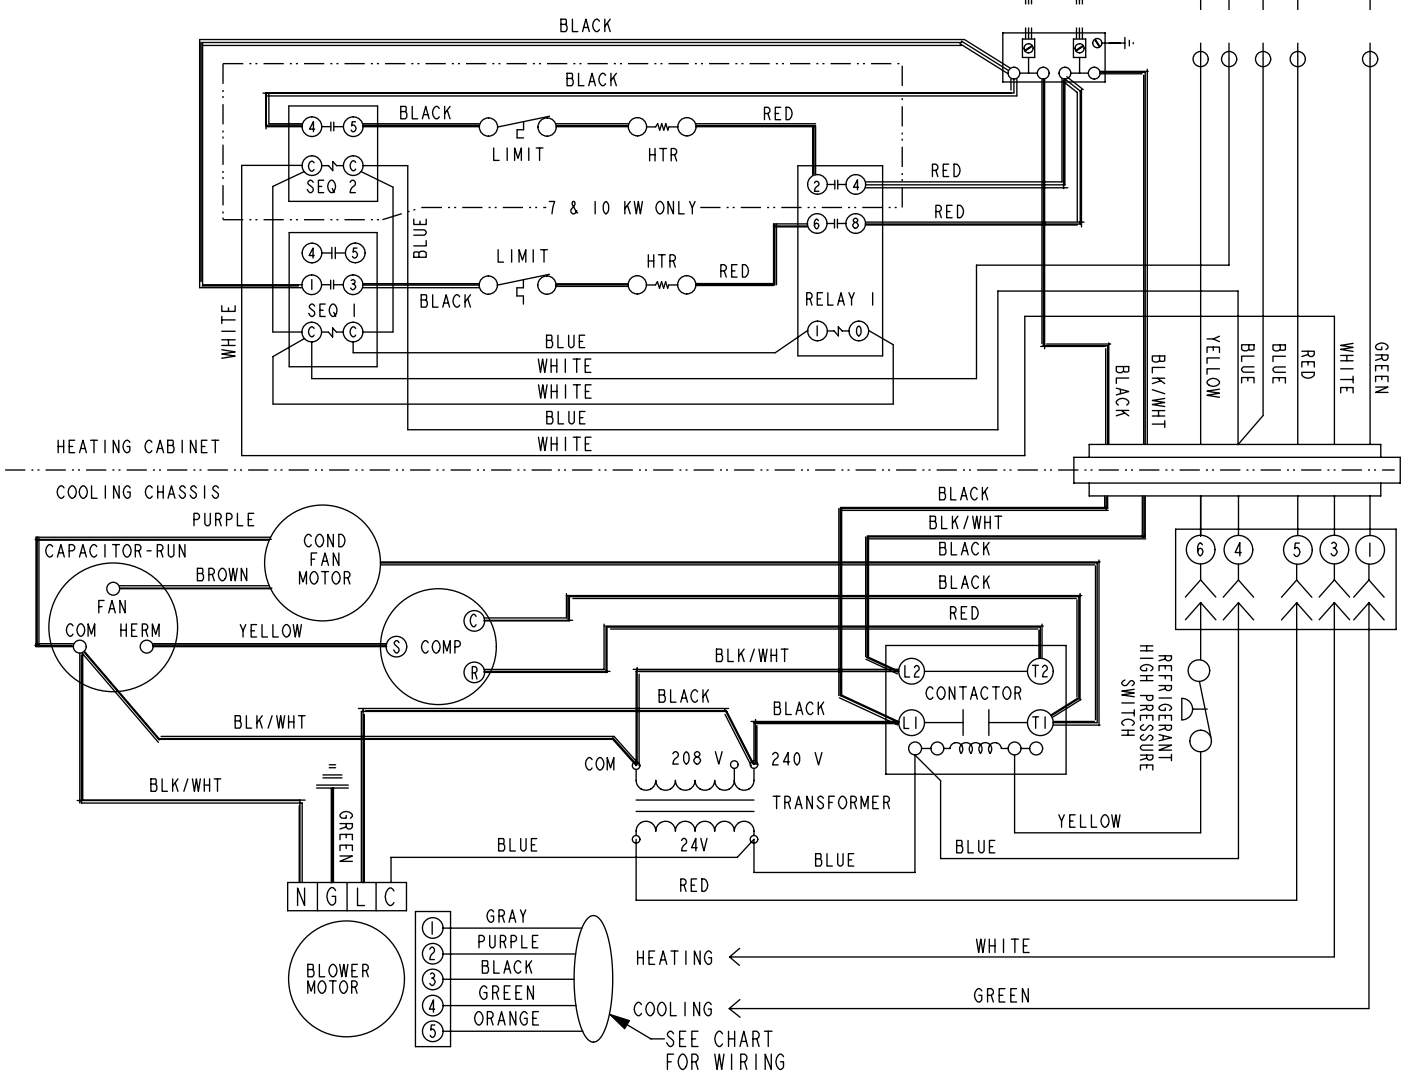 BLACK
BLACK
BLACK
RED
4 5
LIMIT
HTR
C C
SEQ 2
RED
2 4
7 & 10 KW ONLY
RED
6 8
BLUE
4 5
LIMIT
HTR
RED
1 3
BLACK
SEQ 1
RELAY 1
C C
1 0
WHITE
BLUE
WHITE
WHITE
BLUE
WHITE
BLACK
BLK/WHT
YELLOW
BLUE
BLUE
RED
WHITE
GREEN
HEATING CABINET
COOLING CHASSIS
BLACK
PURPLE
BLK/WHT
CAPACITOR-RUN
COND
FAN
MOTOR
BLACK
6 4 5 3 1
BROWN
BLACK
FAN
C
RED
COM HERM
YELLOW
S COMP
BLK/WHT
R
L2 T2
CONTACTOR
BLACK
BLACK
L1 T1
BLK/WHT
REFRIGERANT
HIGH PRESSURE
SWITCH
COM
208 V
240 V
BLK/WHT
TRANSFORMER
GREEN
YELLOW
24V
BLUE
BLUE
BLUE
RED
N G L C
1 GRAY
2 PURPLE
3 BLACK
4 GREEN
5 ORANGE
BLOWER
MOTOR
HEATING
WHITE
COOLING
GREEN
SEE CHART
FOR WIRING